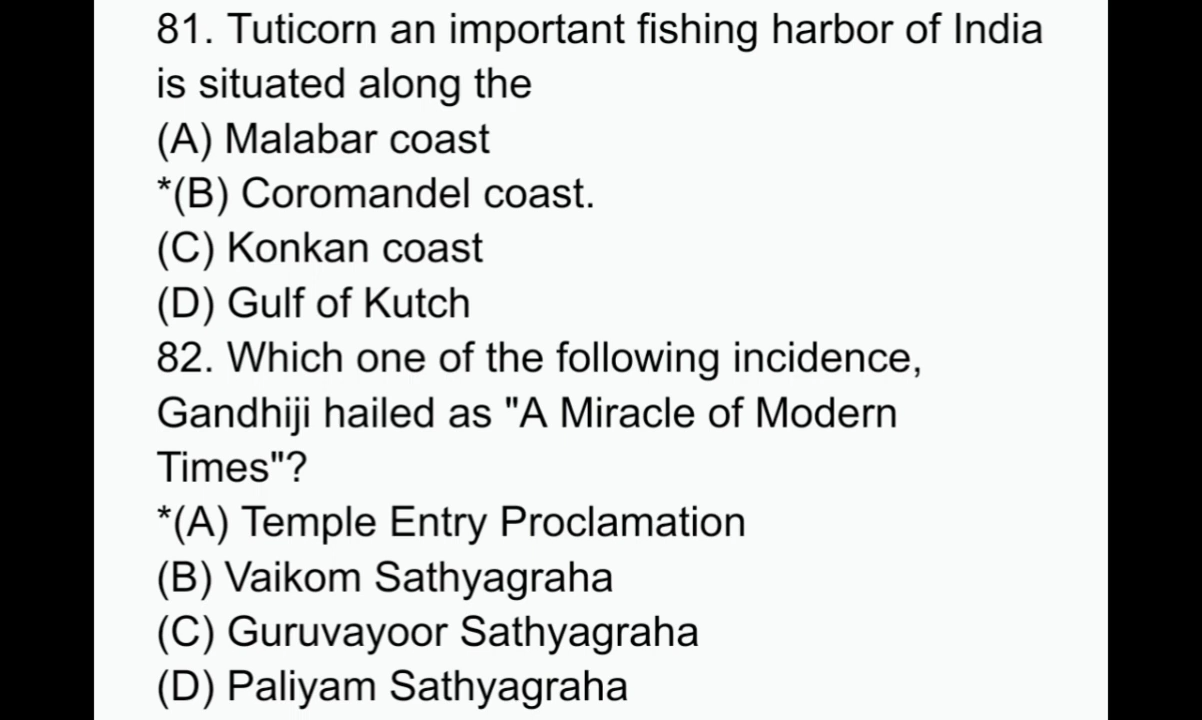 81. Tuticorn an important fishing harbor of India
is situated along the
(A) Malabar coast
*(B) Coromandel coast.
(C) Konkan coast
(D) Gulf of Kutch
82. Which one of the following incidence,
Gandhiji hailed as "A Miracle of Modern
Times"?
*(A) Temple Entry Proclamation
(B) Vaikom Sathyagraha
(C) Guruvayoor Sathyagraha
(D) Paliyam Sathyagraha